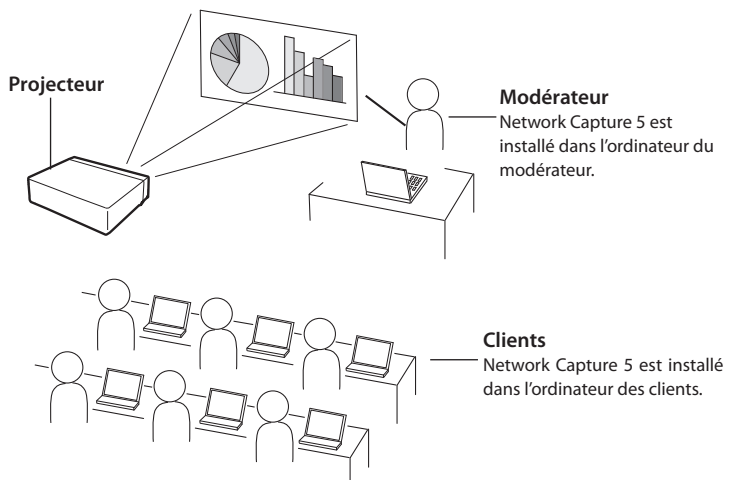 Projecteur
Modérateur
Network Capture 5 est
installé dans l’ordinateur du
modérateur.
Clients
Network Capture 5 est installé
dans l’ordinateur des clients.